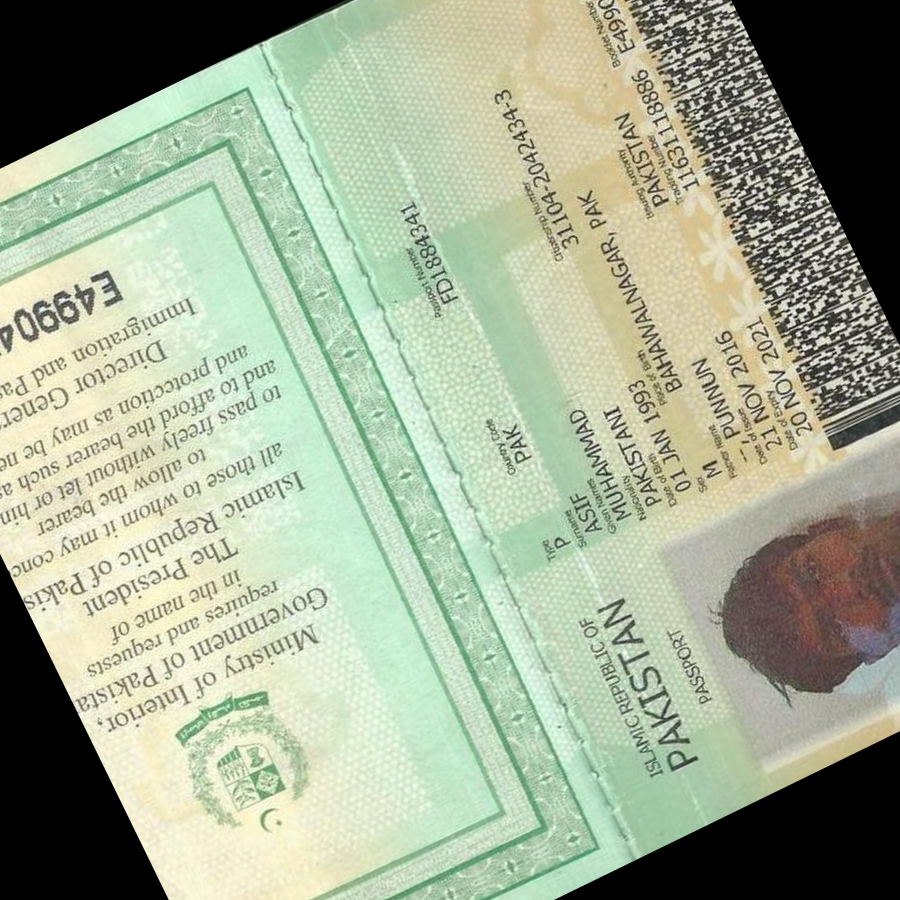 ISLAMIC REPUBLIC OF
PAKISTAN
PASSPORT
Type
P
Country Code
PAK
Passport Number
FD1884341
Surname
ASIF
Given Names
MUHAMMAD
Nationality
PAKISTANI
Citizenship Number
31104-2042434-3
Date of Birth
01 JAN 1993
Place of Birth
BAHAWALNAGAR, PAK
Sex
M
Father Name
PUNNUN
Date of Issue
21 NOV 2016
Issuing Authority
PAKISTAN
Date of Expiry
20 NOV 2021
Tracking Number
11631118886
Booklet Number
E4990
Ministry of Interior,
Government of Pakista
requires and requests
in the name of
The President
of
Islamic Republic of Pakis
all those to whom it may conc
to allow the bearer
to pass freely without let or hin
and to afford the bearer such as
and protection as may be ne
Director Gener
Immigration and Pas
E4990